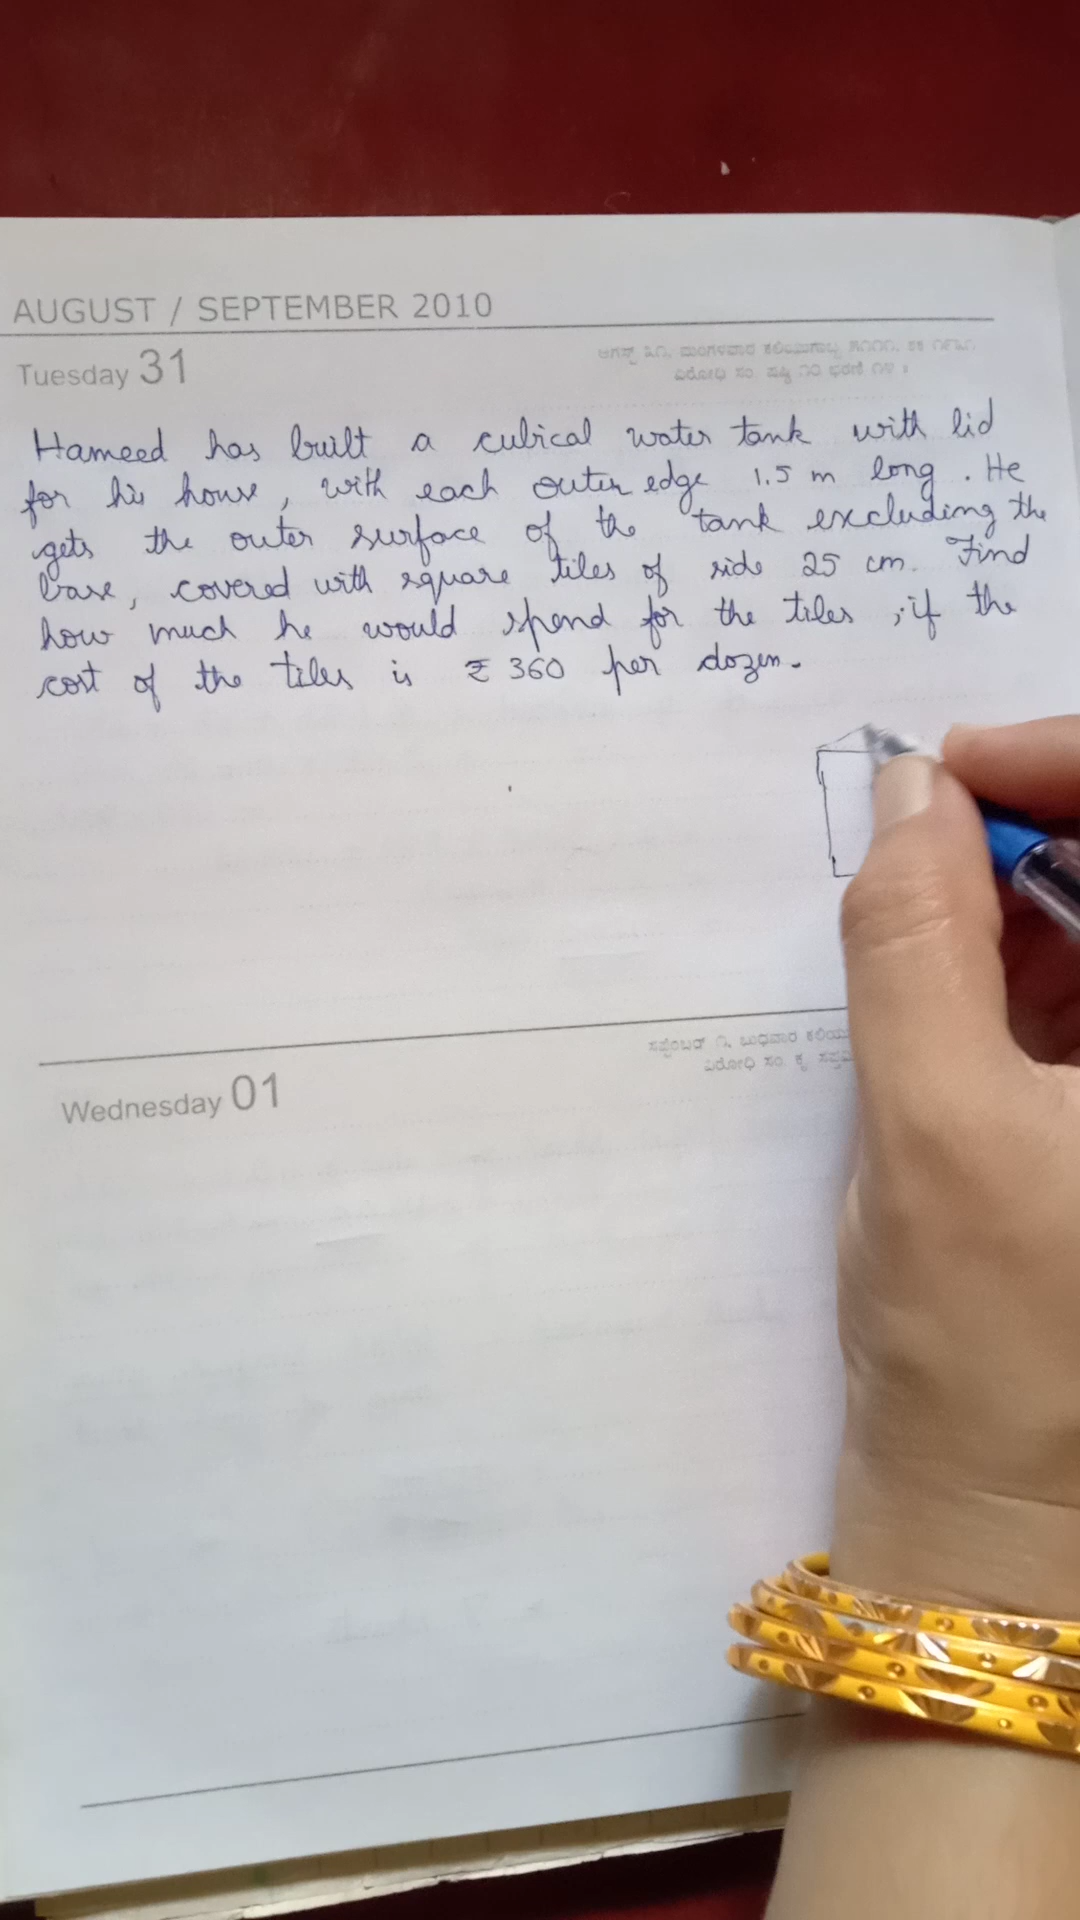 AUGUST / SEPTEMBER 2010
Tuesday 31
Hameed has built a cubical water tank with lid
for his house, with each outer edge 1.5 m long. He
gets the outer surface of the tank excluding the
base, covered with square tiles of side 25 cm. Find
how much he would spend for the tiles, if the
cost of the tiles is ₹ 360 per dozen.
Wednesday 01